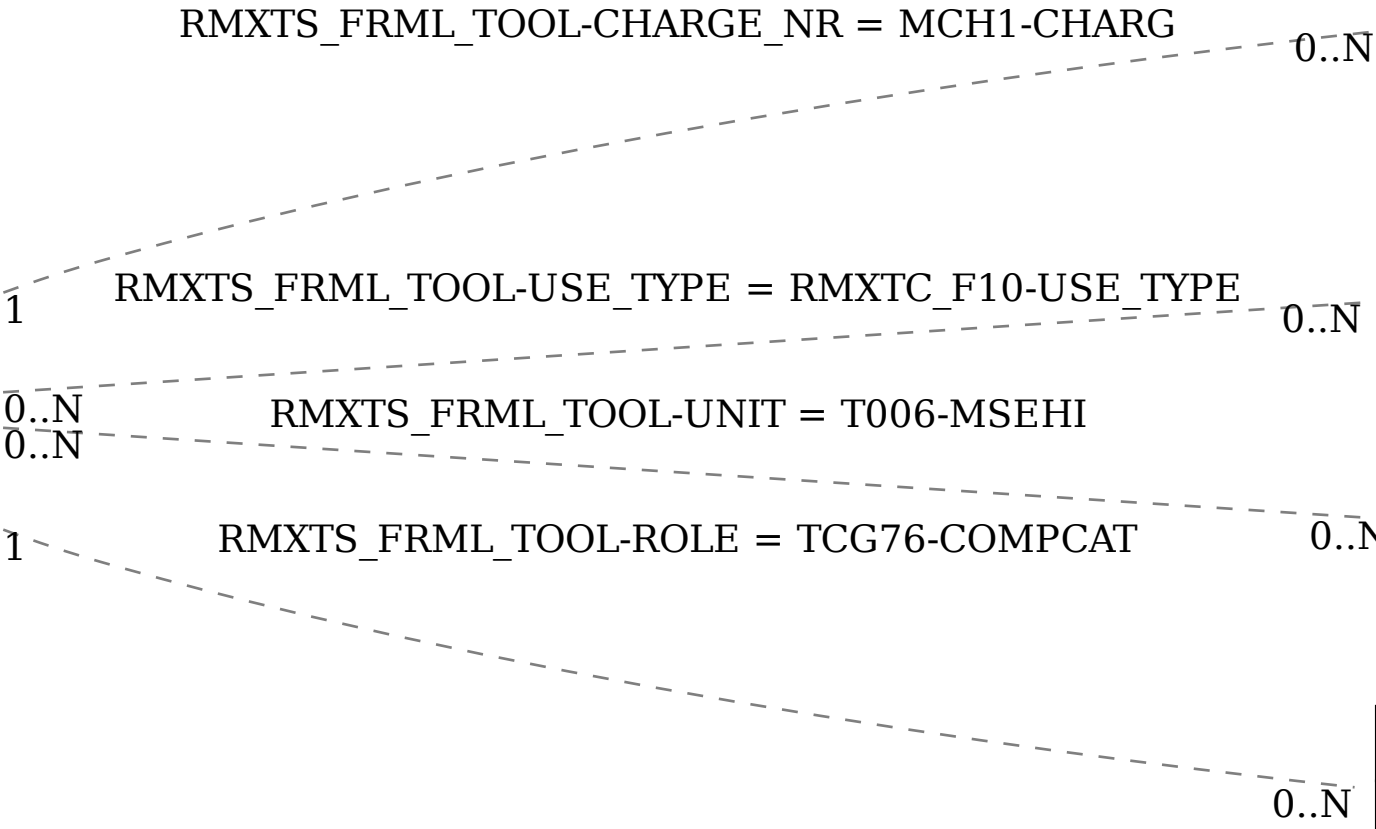 RMXTS_FRML_TOOL-CHARGE_NR = MCH1-CHARG
0..N
1
RMXTS_FRML_TOOL-USE_TYPE = RMXTC_F10-USE_TYPE
0..N
0..N
RMXTS_FRML_TOOL-UNIT = T006-MSEHI
0..N
1
RMXTS_FRML_TOOL-ROLE = TCG76-COMPCAT
0..N
0..N